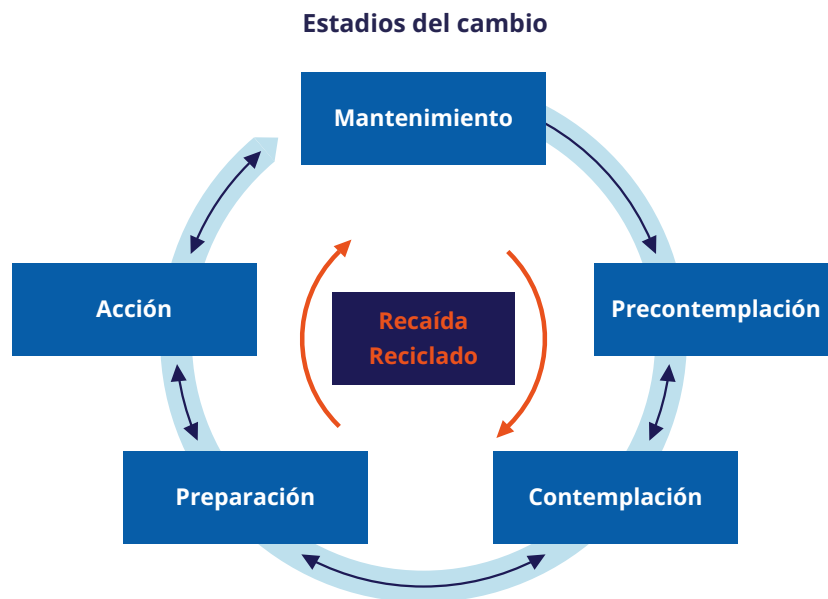 Estadios del cambio
Mantenimiento
Precontemplación
Contemplación
Preparación
Acción
Recaída
Reciclado